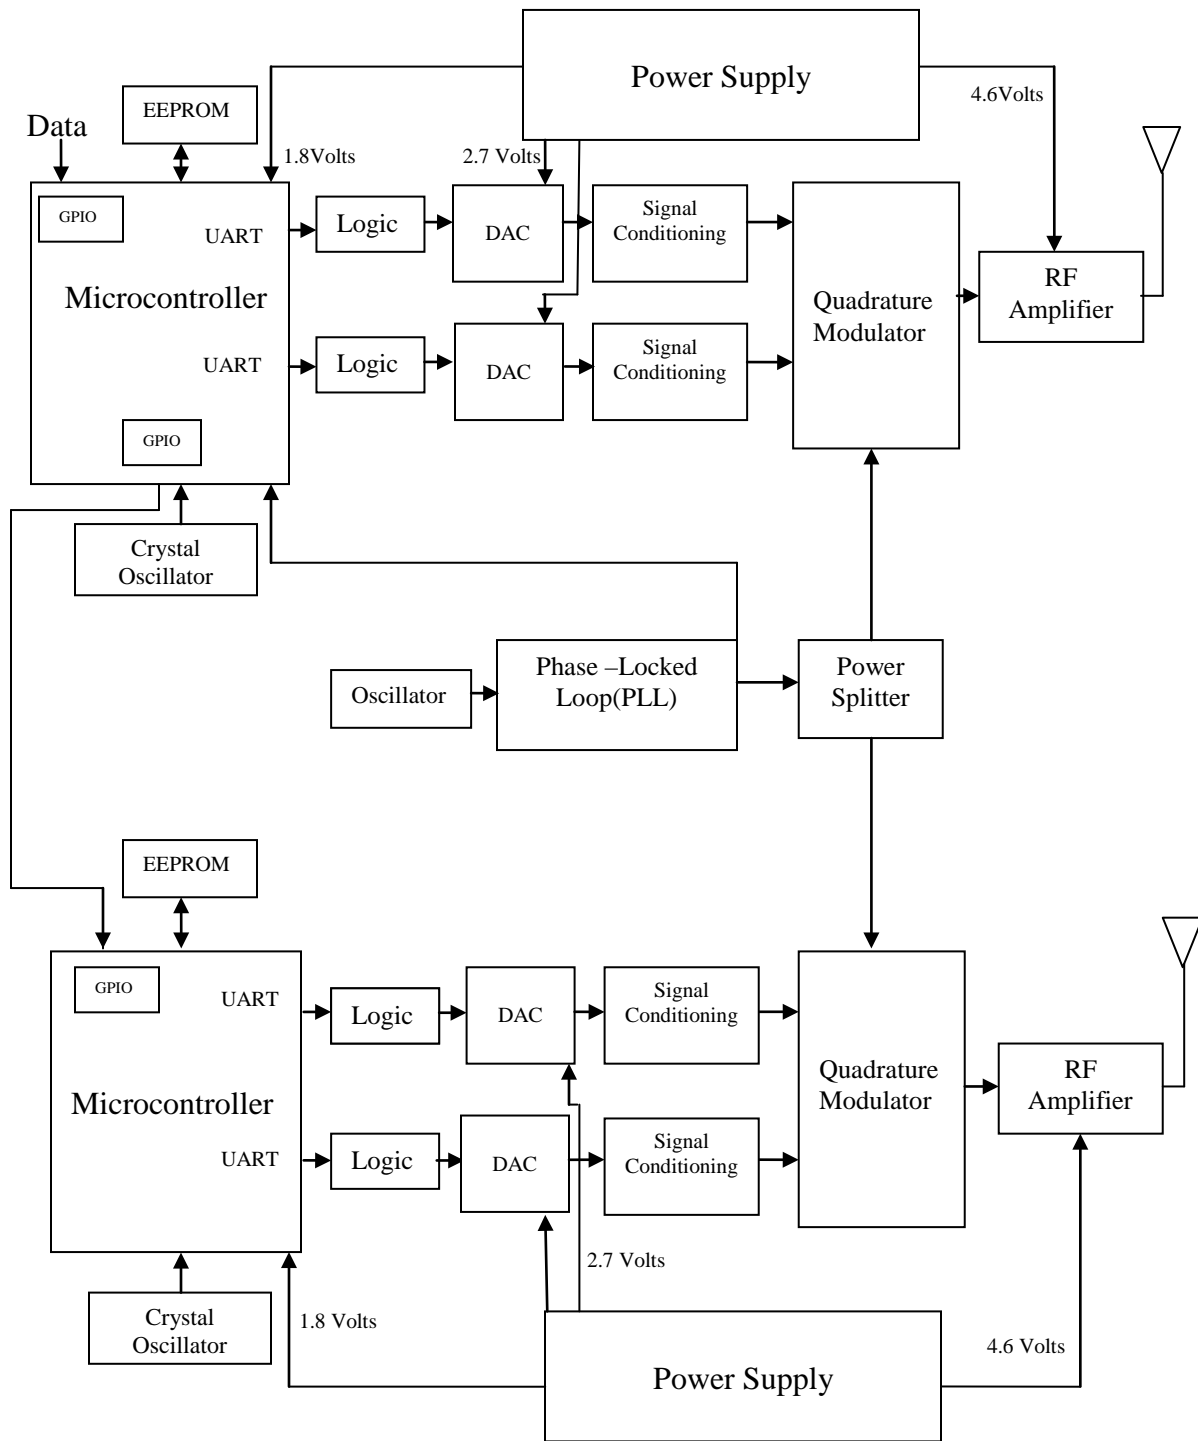 Power Supply
4.6Volts
EEPROM
Data
1.8Volts
2.7 Volts
GPIO
UART
Logic
DAC
Signal
Conditioning
Microcontroller
Quadrature
Modulator
RF
Amplifier
UART
Logic
DAC
Signal
Conditioning
GPIO
Crystal
Oscillator
Oscillator
Phase –Locked
Loop(PLL)
Power
Splitter
EEPROM
GPIO
UART
Logic
DAC
Signal
Conditioning
Microcontroller
Quadrature
Modulator
RF
Amplifier
UART
Logic
DAC
Signal
Conditioning
2.7 Volts
Crystal
Oscillator
1.8 Volts
4.6 Volts
Power Supply